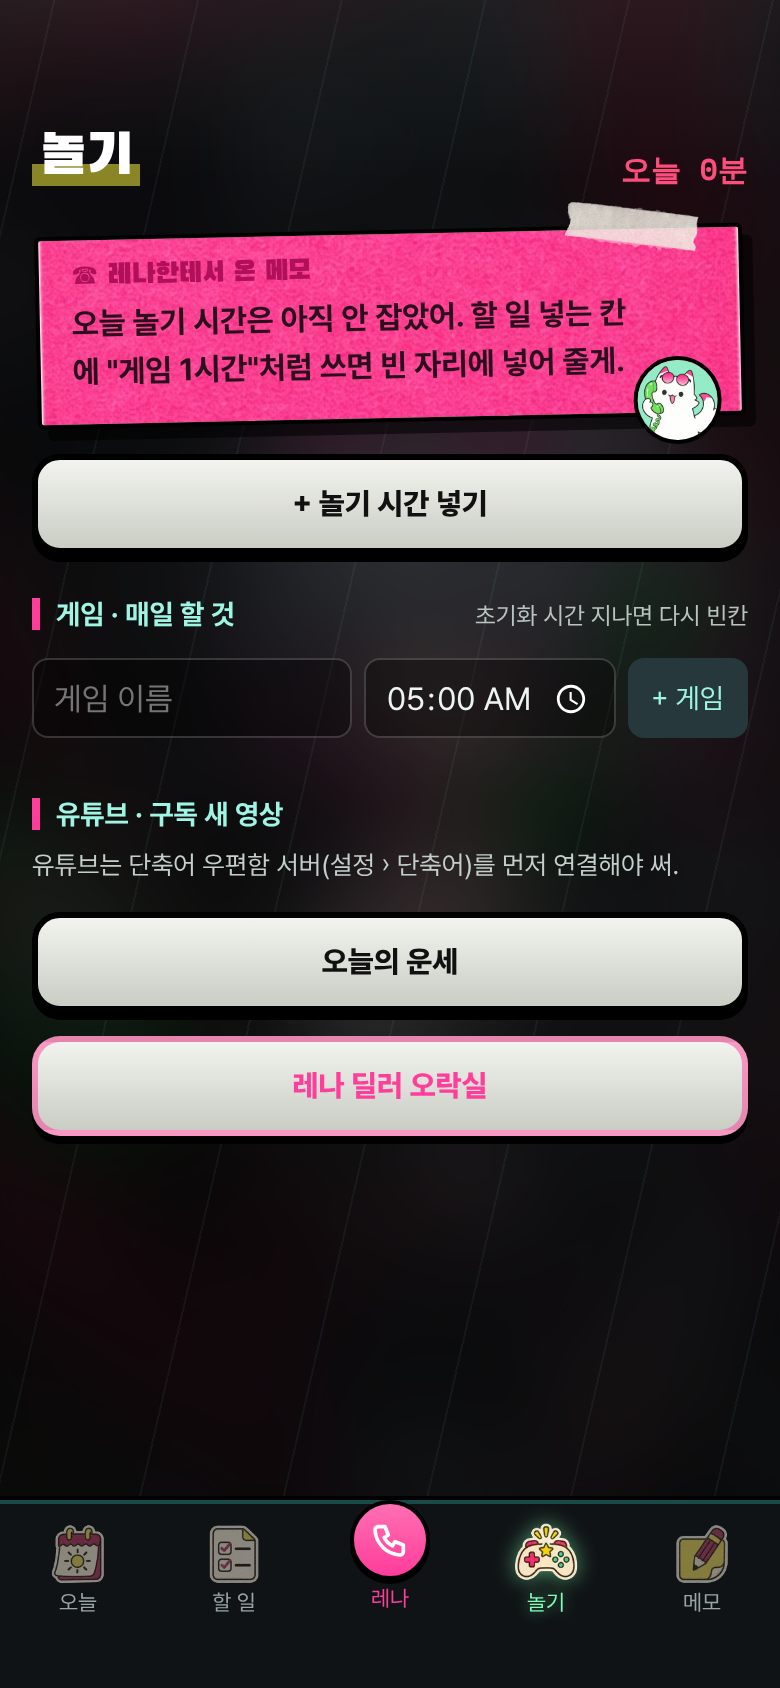 놀기
오늘 0분
☎ 레나한테서 온 메모
오늘 놀기 시간은 아직 안 잡았어. 할 일 넣는 칸
에 "게임 1시간"처럼 쓰면 빈 자리에 넣어 줄게.
+ 놀기 시간 넣기
게임 · 매일 할 것
초기화 시간 지나면 다시 빈칸
게임 이름
05:00 AM
+ 게임
유튜브 · 구독 새 영상
유튜브는 단축어 우편함 서버(설정 › 단축어)를 먼저 연결해야 써.
오늘의 운세
레나 딜러 오락실
오늘
할 일
레나
놀기
메모